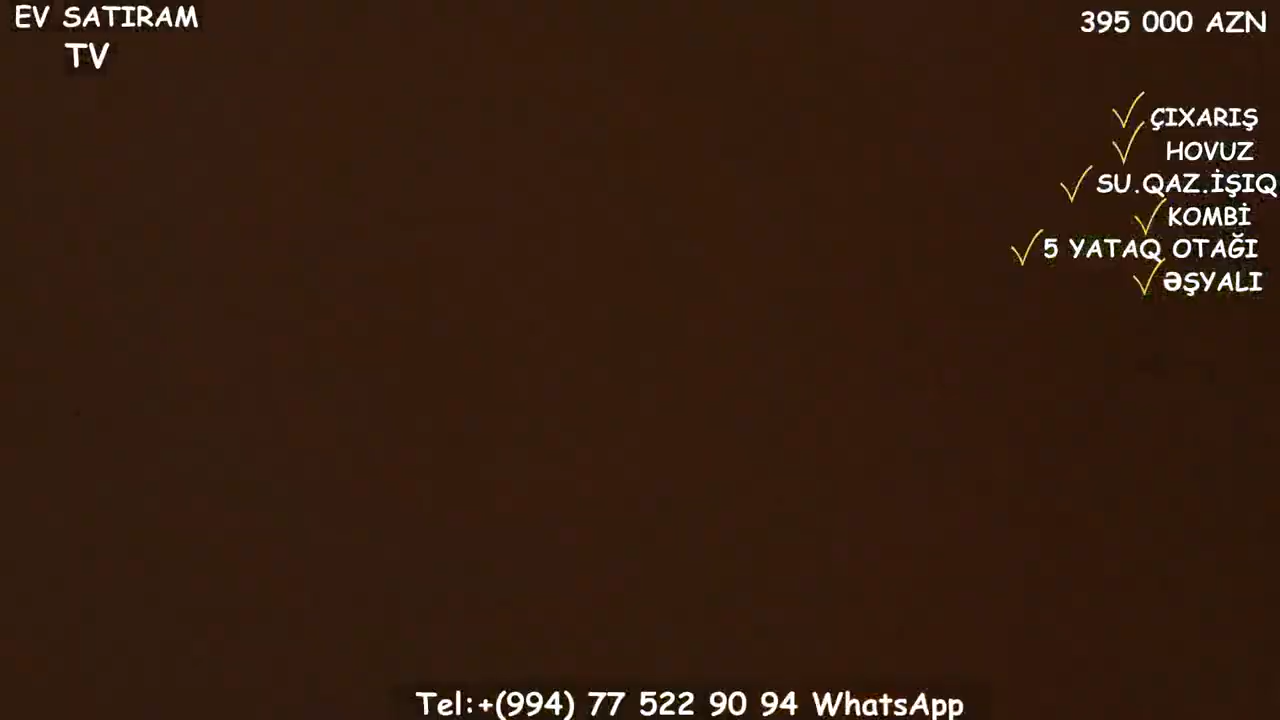 EV SATIRAM
TV
395 000 AZN
ÇIXARIŞ
HOVUZ
SU.QAZ.İŞIQ
KOMBİ
5 YATAQ OTAĞI
ƏŞYALI
Tel:+(994) 77 522 90 94 WhatsApp